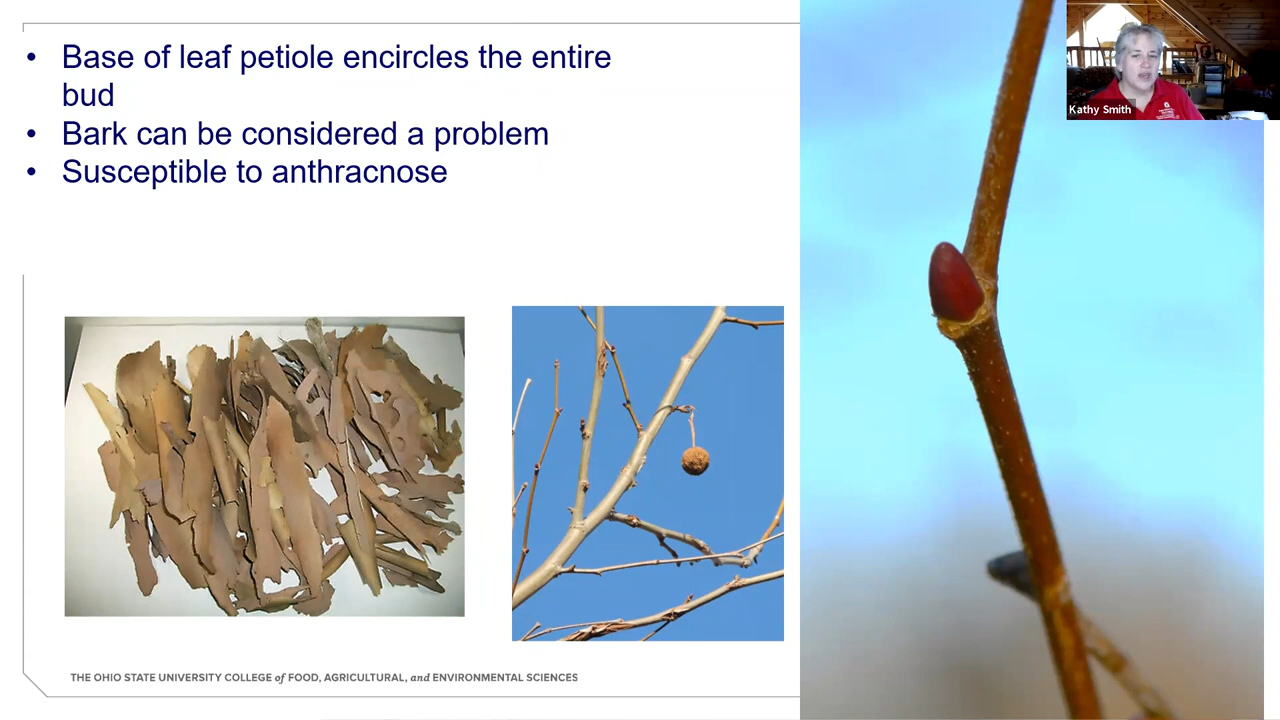 • Base of leaf petiole encircles the entire
bud
• Bark can be considered a problem
• Susceptible to anthracnose
Kathy Smith
THE OHIO STATE UNIVERSITY COLLEGE of FOOD, AGRICULTURAL, and ENVIRONMENTAL SCIENCES